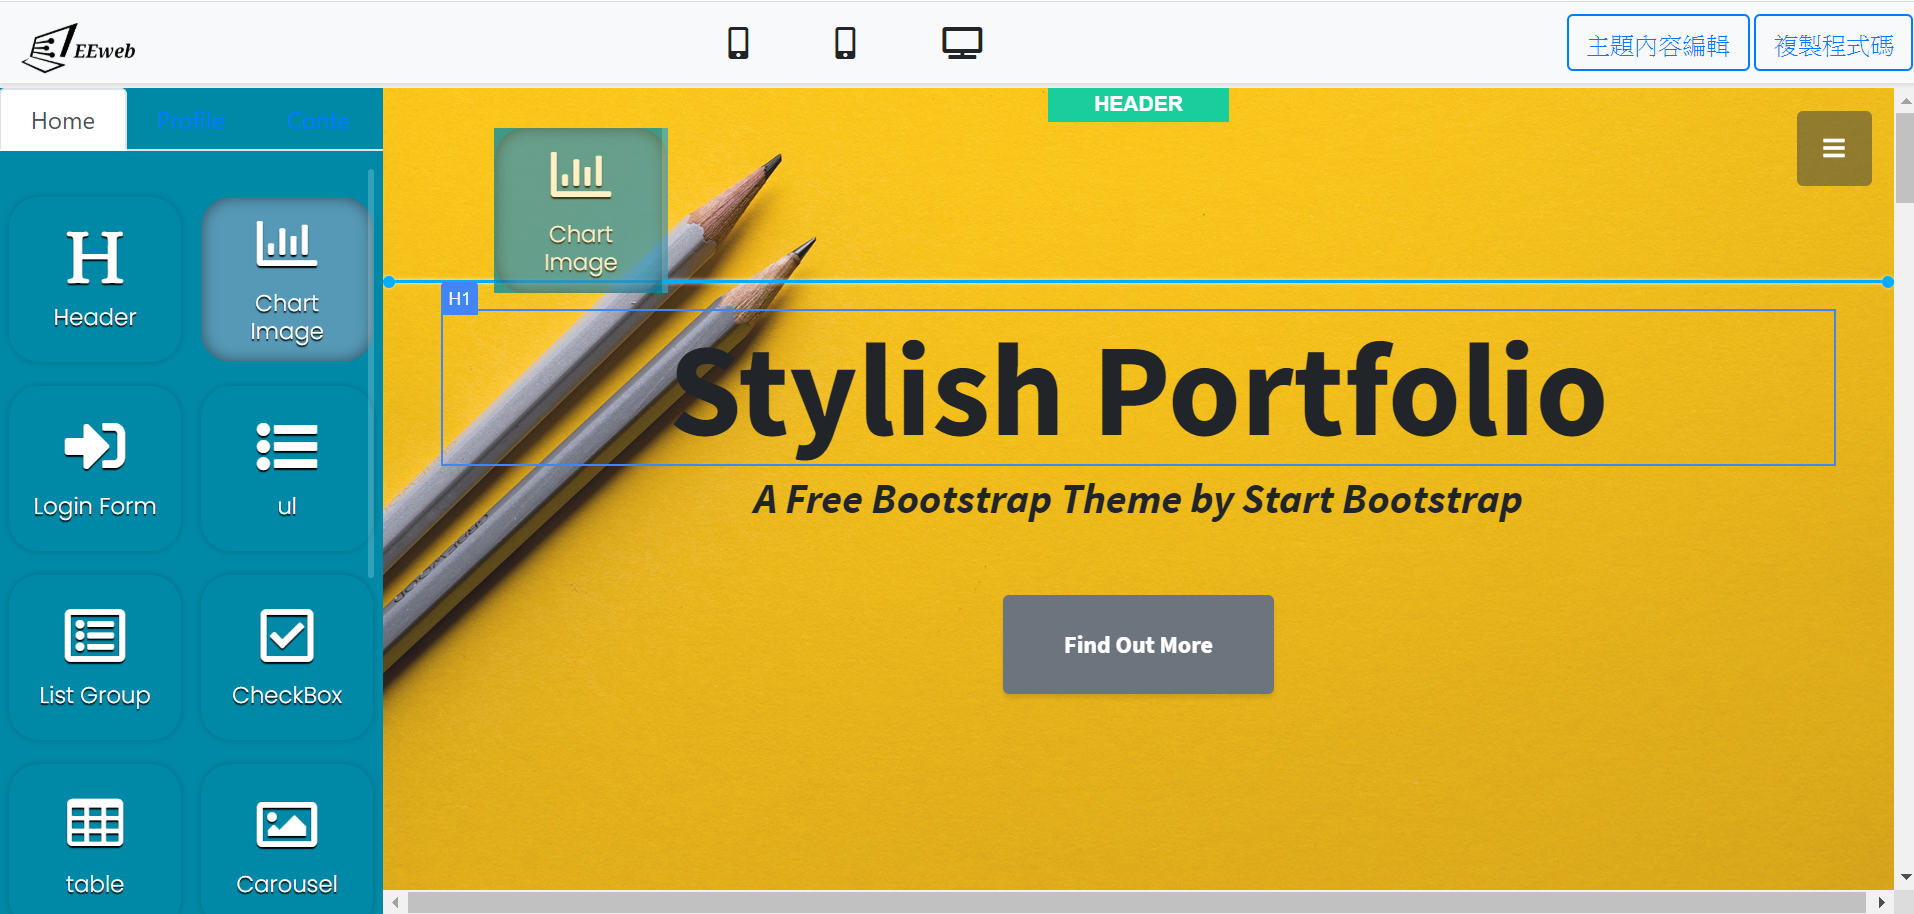 EEweb
主題內容編輯
複製程式碼
Home
Profile
Conte
Header
Chart
Image
Login Form
ul
List Group
CheckBox
table
Carousel
HEADER
Chart
Image
H1
Stylish Portfolio
A Free Bootstrap Theme by Start Bootstrap
Find Out More